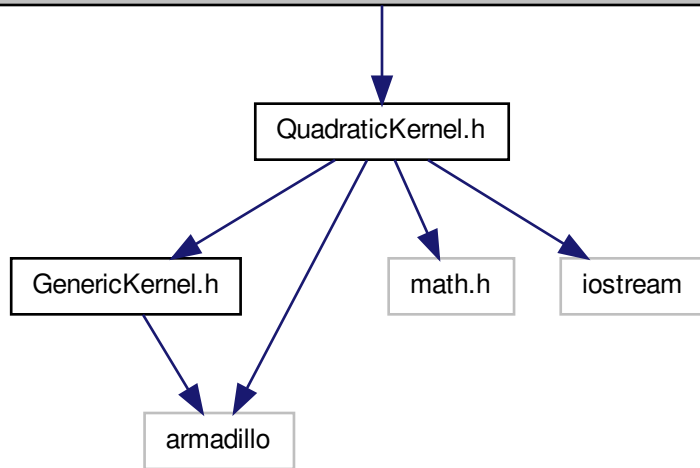 QuadraticKernel.h
GenericKernel.h
math.h
iostream
armadillo